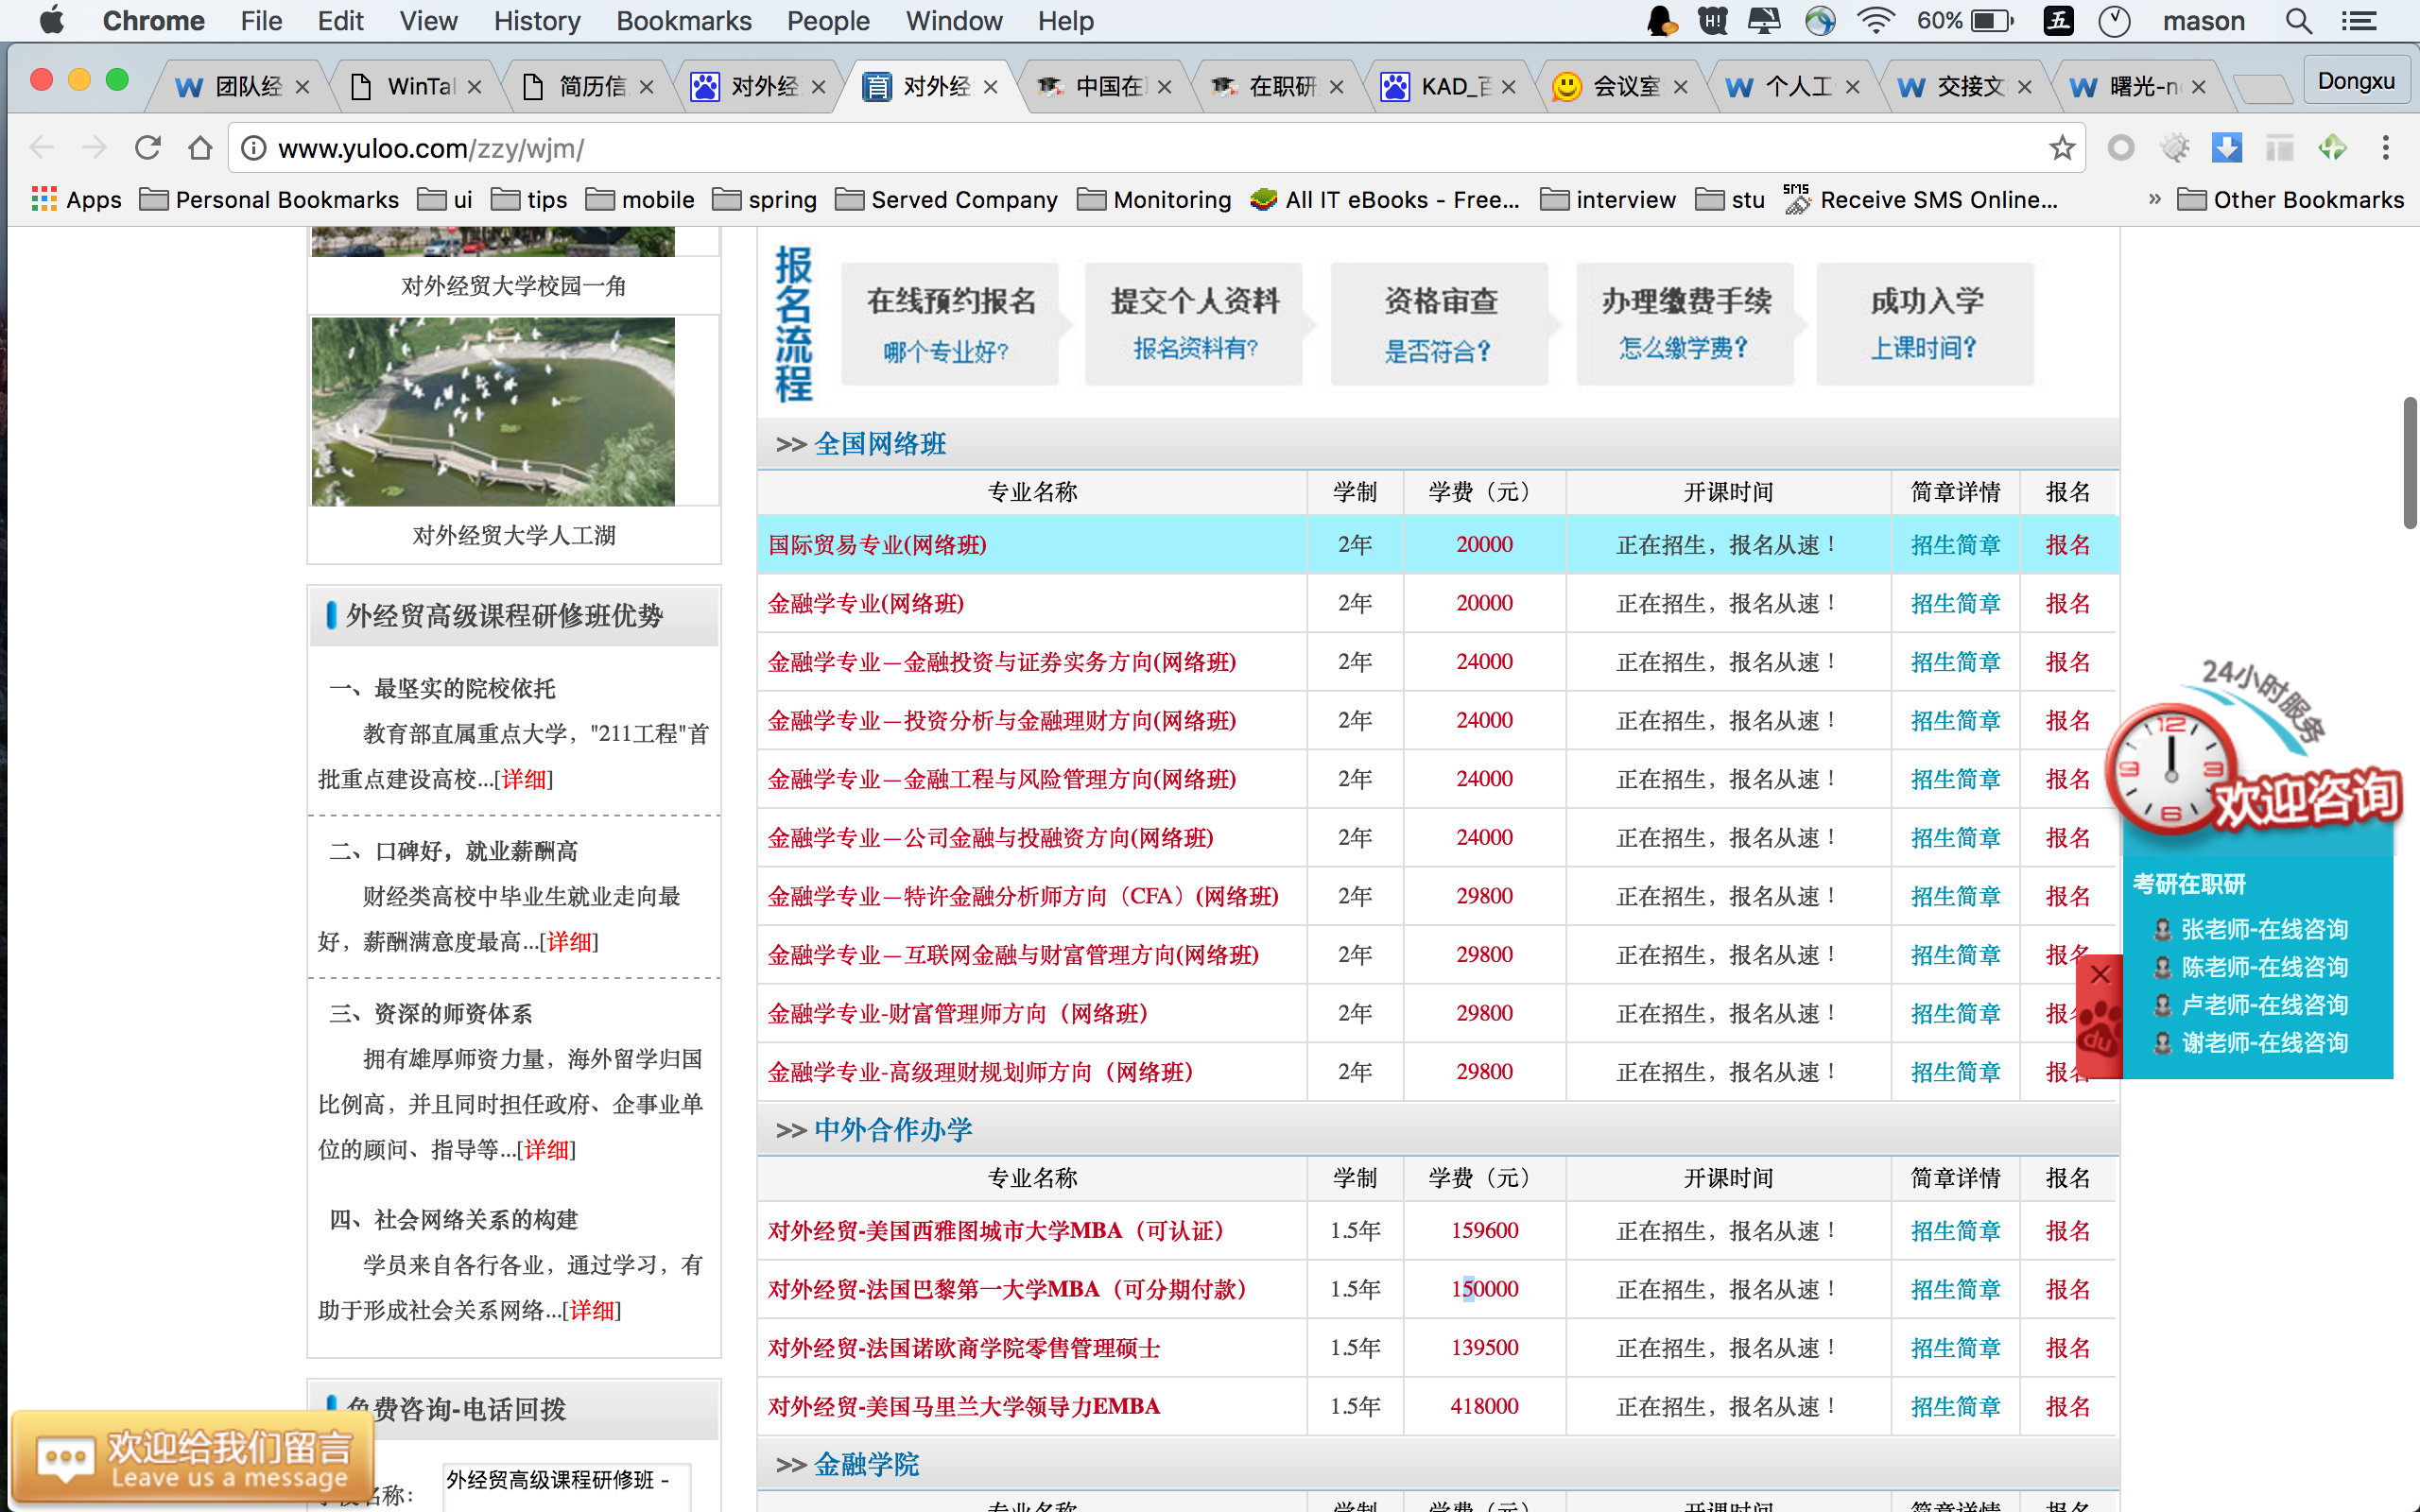 Chrome File Edit View History Bookmarks People Window Help 60% 五 mason
团队经 WinTal 简历信 对外经 对外经 中国在 在职研 KAD_百 会议室 个人工 交接文 曙光-n Dongxu
www.yuloo.com/zzy/wjm/
Apps Personal Bookmarks ui tips mobile spring Served Company Monitoring All IT eBooks - Free... interview stu Receive SMS Online... » Other Bookmarks
对外经贸大学校园一角
对外经贸大学人工湖
外经贸高级课程研修班优势
一、最坚实的院校依托
教育部直属重点大学，"211工程"首
批重点建设高校...[详细]
二、口碑好，就业薪酬高
财经类高校中毕业生就业走向最
好，薪酬满意度最高...[详细]
三、资深的师资体系
拥有雄厚师资力量，海外留学归国
比例高，并且同时担任政府、企事业单
位的顾问、指导等...[详细]
四、社会网络关系的构建
学员来自各行各业，通过学习，有
助于形成社会关系网络...[详细]
免费咨询-电话回拨
名称： 外经贸高级课程研修班 -
欢迎给我们留言
Leave us a message
报名流程
在线预约报名 提交个人资料 资格审查 办理缴费手续 成功入学
哪个专业好? 报名资料有? 是否符合? 怎么缴学费? 上课时间?
>> 全国网络班
专业名称 学制 学费（元） 开课时间 简章详情 报名
国际贸易专业(网络班) 2年 20000 正在招生，报名从速！ 招生简章 报名
金融学专业(网络班) 2年 20000 正在招生，报名从速！ 招生简章 报名
金融学专业—金融投资与证券实务方向(网络班) 2年 24000 正在招生，报名从速！ 招生简章 报名
金融学专业—投资分析与金融理财方向(网络班) 2年 24000 正在招生，报名从速！ 招生简章 报名
金融学专业—金融工程与风险管理方向(网络班) 2年 24000 正在招生，报名从速！ 招生简章 报名
金融学专业—公司金融与投融资方向(网络班) 2年 24000 正在招生，报名从速！ 招生简章 报名
金融学专业—特许金融分析师方向（CFA）(网络班) 2年 29800 正在招生，报名从速！ 招生简章 报名
金融学专业—互联网金融与财富管理方向(网络班) 2年 29800 正在招生，报名从速！ 招生简章 报名
金融学专业-财富管理师方向（网络班） 2年 29800 正在招生，报名从速！ 招生简章 报
金融学专业-高级理财规划师方向（网络班） 2年 29800 正在招生，报名从速！ 招生简章 报名
>> 中外合作办学
专业名称 学制 学费（元） 开课时间 简章详情 报名
对外经贸-美国西雅图城市大学MBA（可认证） 1.5年 159600 正在招生，报名从速！ 招生简章 报名
对外经贸-法国巴黎第一大学MBA（可分期付款） 1.5年 150000 正在招生，报名从速！ 招生简章 报名
对外经贸-法国诺欧商学院零售管理硕士 1.5年 139500 正在招生，报名从速！ 招生简章 报名
对外经贸-美国马里兰大学领导力EMBA 1.5年 418000 正在招生，报名从速！ 招生简章 报名
>> 金融学院
专业名称 学制 学费（元） 开课时间 简章详情 报名
24小时服务
12 3 6 9
欢迎咨询
考研在职研
张老师-在线咨询
陈老师-在线咨询
卢老师-在线咨询
谢老师-在线咨询
du